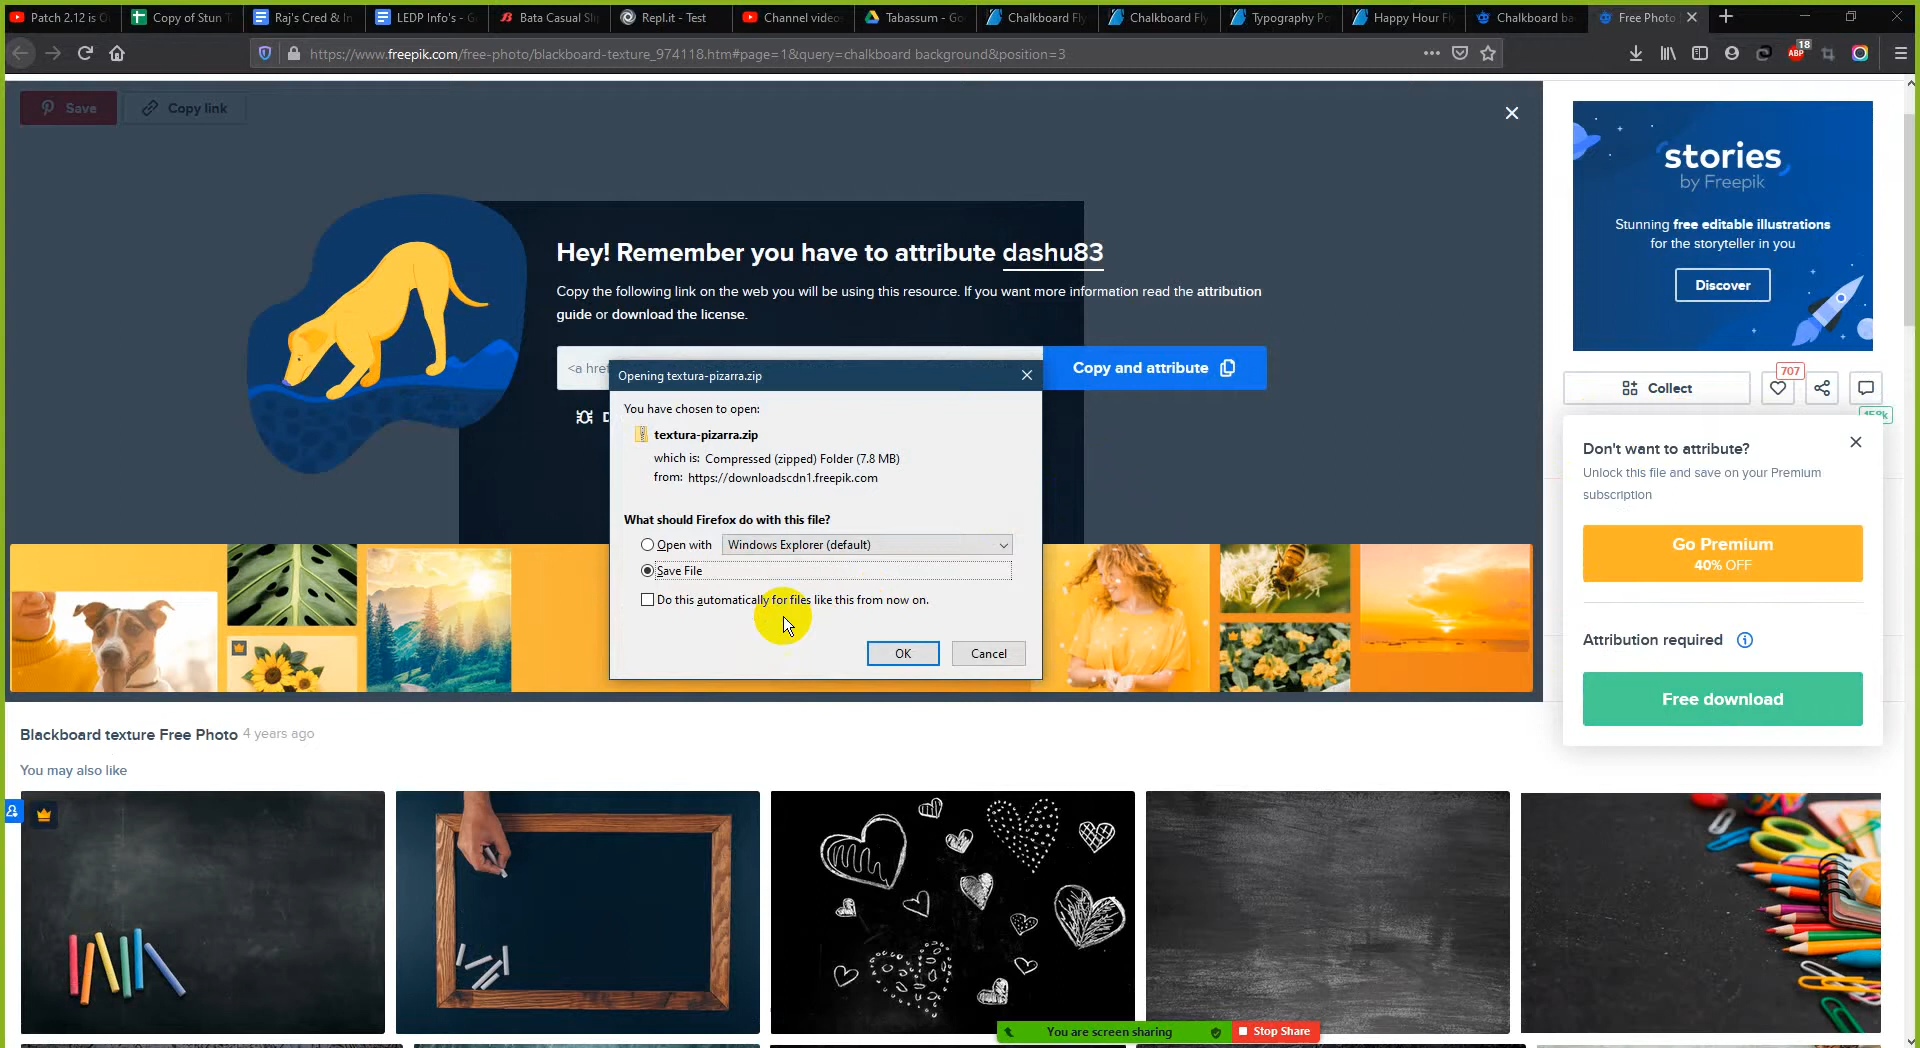 Patch 2.12 is O
Copy of Stun T
Raj's Cred & In
LEDP Info's - G
Bata Casual Sli
Repl.it - Test
Channel videos
Tabassum - Go
Chalkboard Fly
Chalkboard Fly
Typography Po
Happy Hour Fl
Chalkboard ba
Free Photo
https://www.freepik.com/free-photo/blackboard-texture_974118.htm#page=1&query=chalkboard background&position=3
ABP
18
Save
Copy link
stories
by Freepik
Stunning free editable illustrations
for the storyteller in you
Discover
Hey! Remember you have to attribute dashu83
Copy the following link on the web you will be using this resource. If you want more information read the attribution
guide or download the license.
<a href
Copy and attribute
D
Opening textura-pizarra.zip
You have chosen to open:
textura-pizarra.zip
which is: Compressed (zipped) Folder (7.8 MB)
from: https://downloadscdn1.freepik.com
What should Firefox do with this file?
Open with
Windows Explorer (default)
Save File
Do this automatically for files like this from now on.
OK
Cancel
Collect
707
Don't want to attribute?
Unlock this file and save on your Premium
subscription
Go Premium
40% OFF
Attribution required
Free download
Blackboard texture Free Photo 4 years ago
You may also like
You are screen sharing
Stop Share